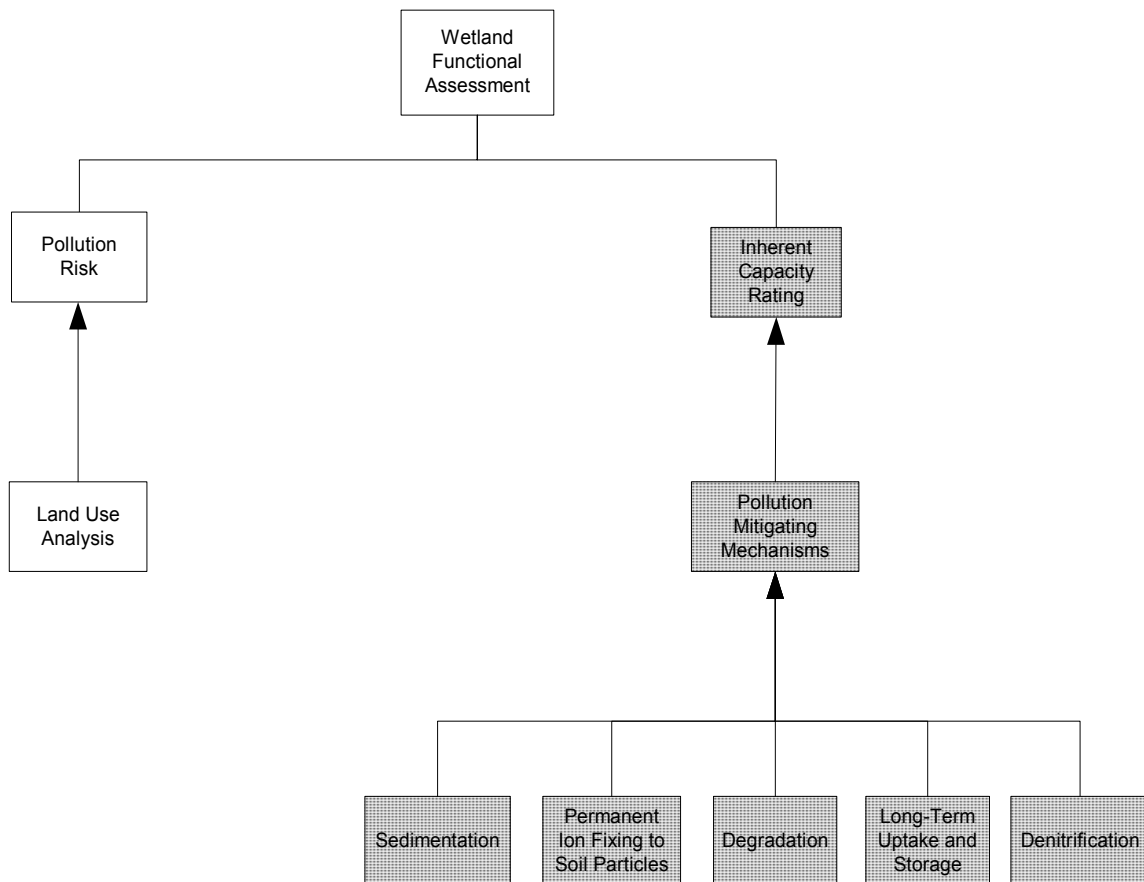 Wetland
Functional
Assessment
Pollution
Risk
Inherent
Capacity
Rating
Land Use
Analysis
Pollution
Mitigating
Mechanisms
Sedimentation
Permanent
Ion Fixing to
Soil Particles
Degradation
Long-Term
Uptake and
Storage
Denitrification